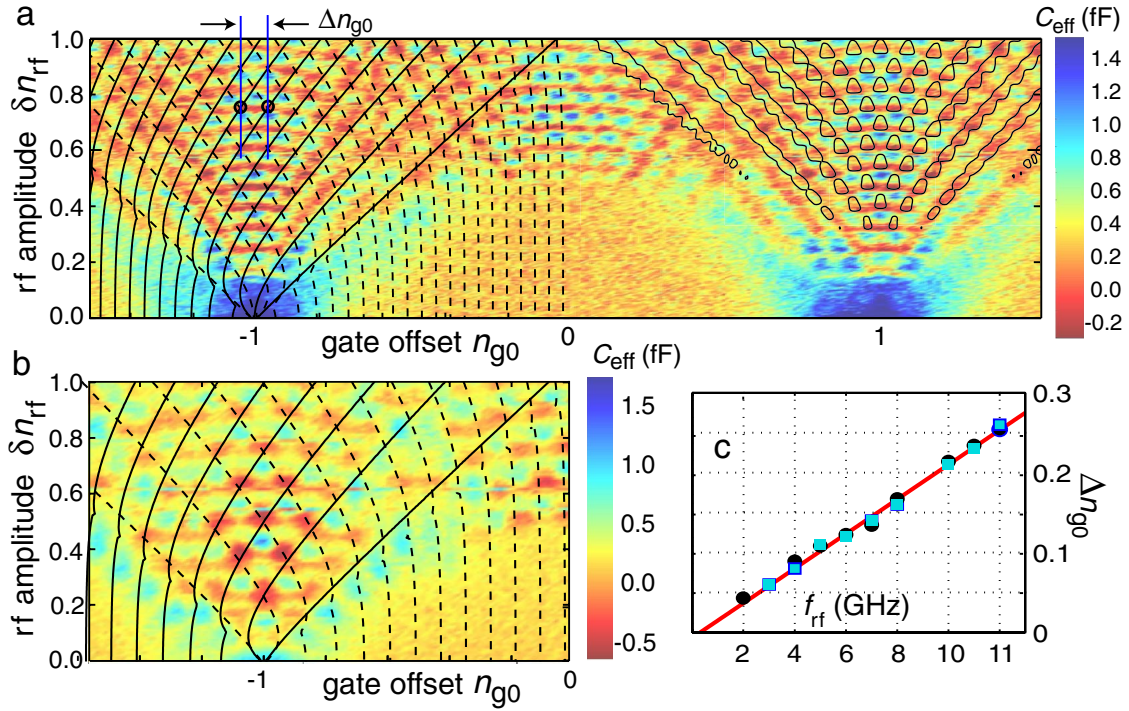 a
Δn_g0
C_eff (fF)
rf amplitude δn_rf
1.0
0.8
0.6
0.4
0.2
0.0
-1
0
1
gate offset n_g0
1.4
1.2
1.0
0.8
0.6
0.4
0.2
0.0
-0.2
b
C_eff (fF)
rf amplitude δn_rf
1.0
0.8
0.6
0.4
0.2
0.0
-1
0
gate offset n_g0
1.5
1.0
0.5
0.0
-0.5
c
0.3
0.2
0.1
0
Δn_g0
f_rf (GHz)
2 4 6 8 10 11